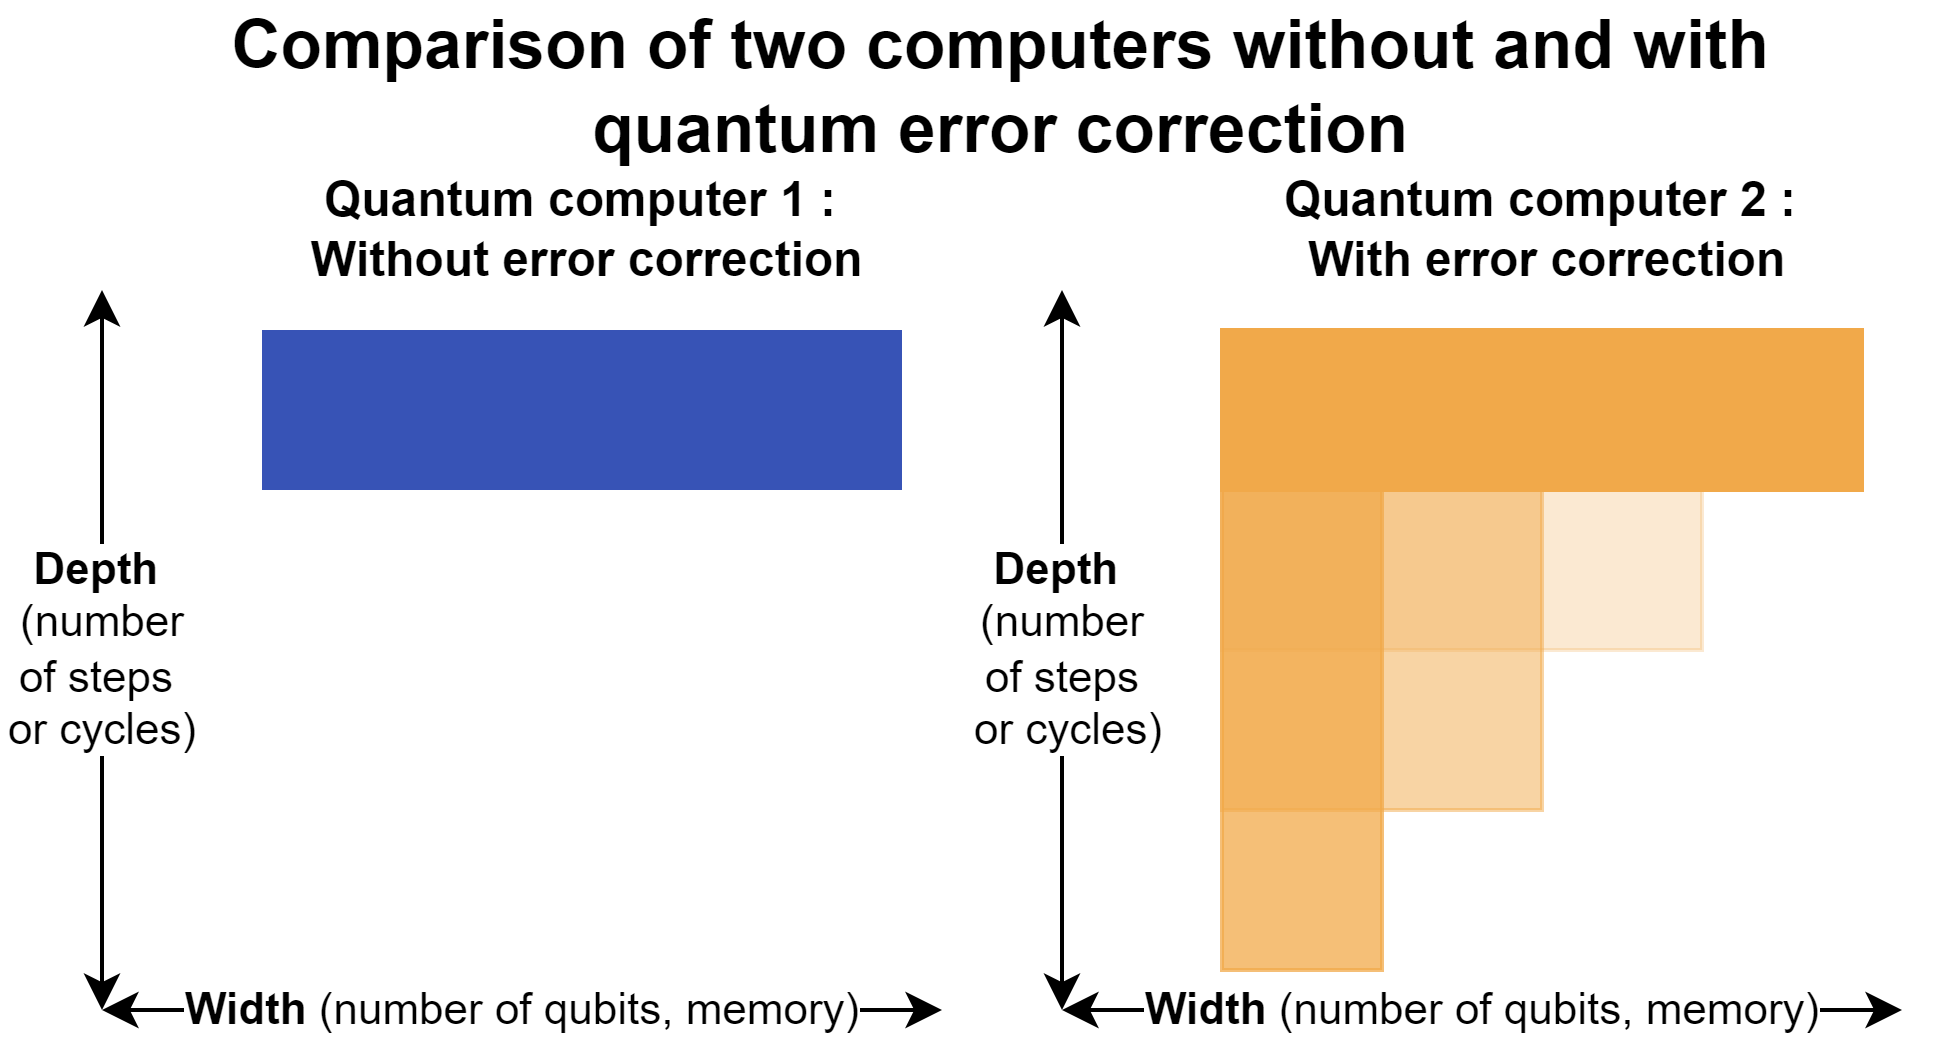 Comparison of two computers without and with
quantum error correction
Quantum computer 1 :
Without error correction
Depth
(number
of steps
or cycles)
Width (number of qubits, memory)
Quantum computer 2 :
With error correction
Depth
(number
of steps
or cycles)
Width (number of qubits, memory)